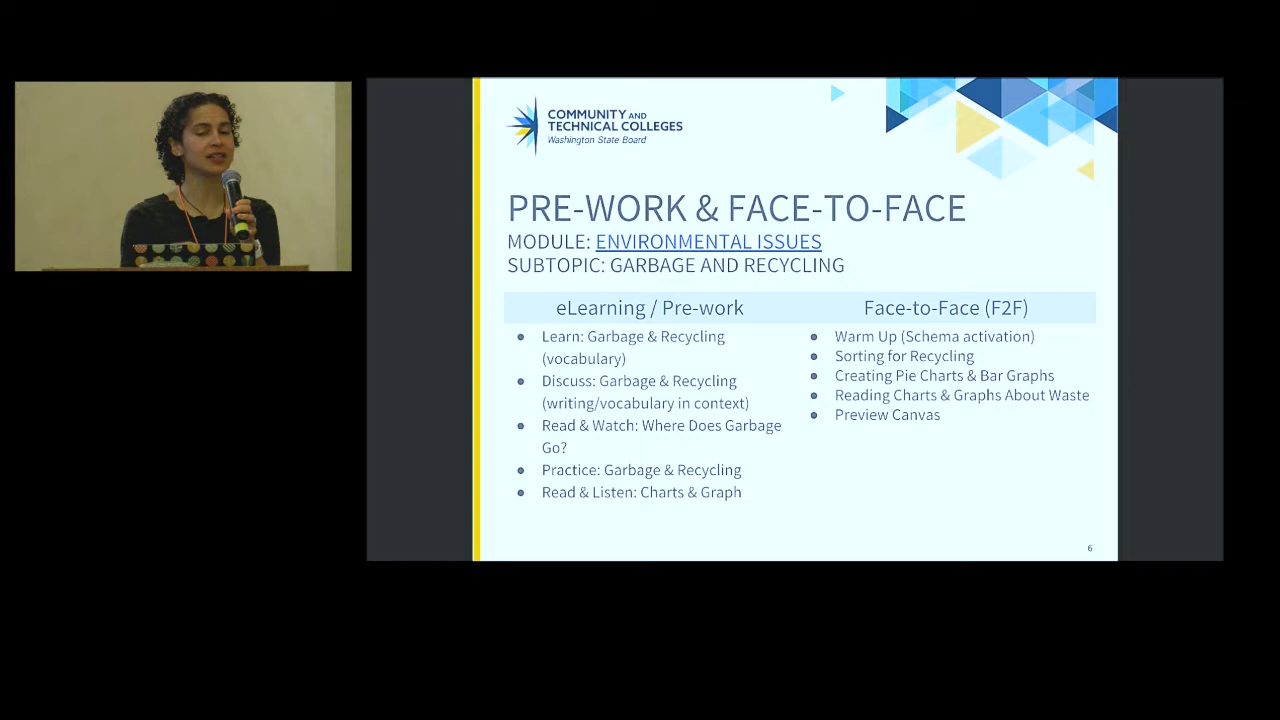 COMMUNITY AND
TECHNICAL COLLEGES
Washington State Board
PRE-WORK & FACE-TO-FACE
MODULE: ENVIRONMENTAL ISSUES
SUBTOPIC: GARBAGE AND RECYCLING
eLearning / Pre-work
● Learn: Garbage & Recycling
(vocabulary)
● Discuss: Garbage & Recycling
(writing/vocabulary in context)
● Read & Watch: Where Does Garbage
Go?
● Practice: Garbage & Recycling
● Read & Listen: Charts & Graph
Face-to-Face (F2F)
● Warm Up (Schema activation)
● Sorting for Recycling
● Creating Pie Charts & Bar Graphs
● Reading Charts & Graphs About Waste
● Preview Canvas
6